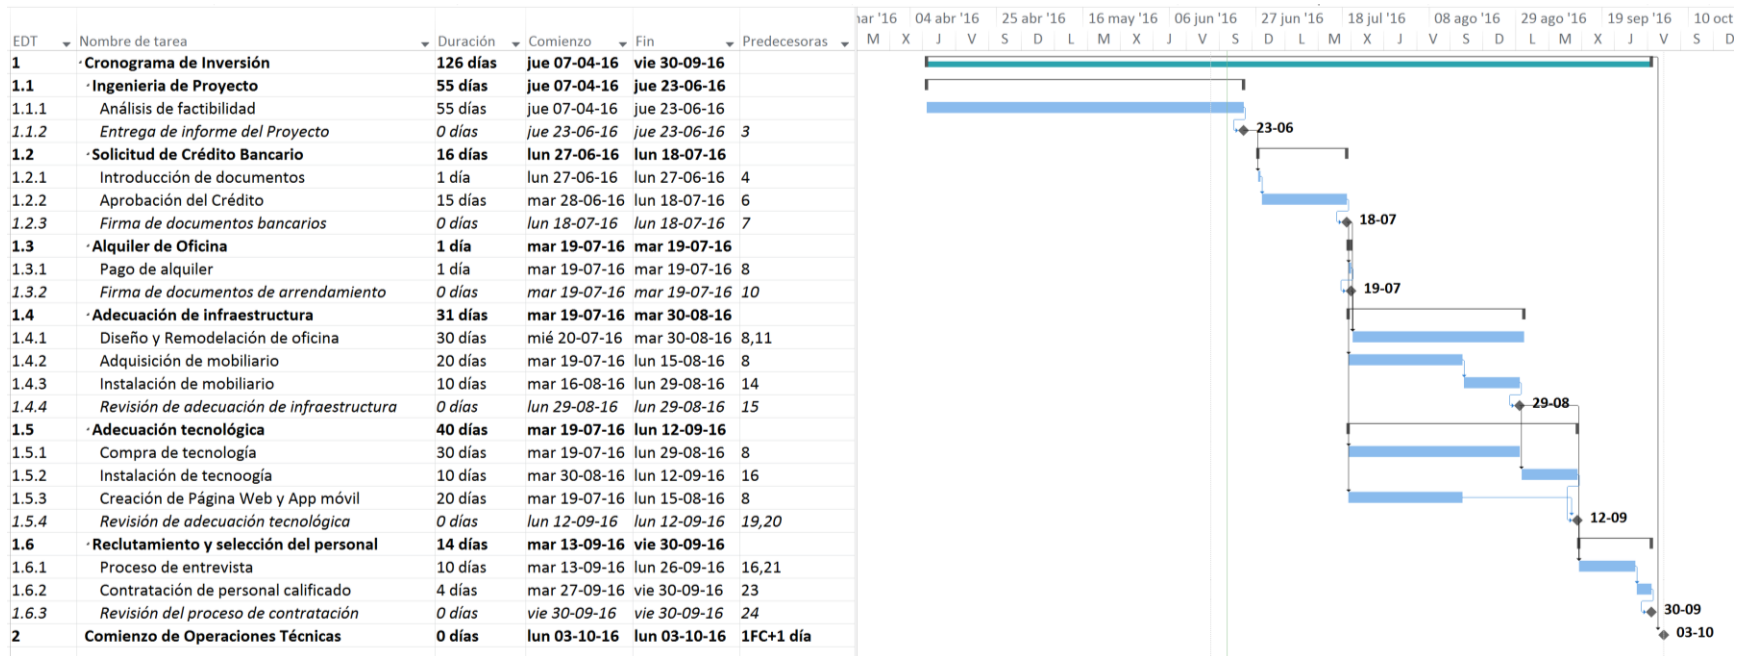 mar '16 04 abr '16 25 abr '16 16 may '16 06 jun '16 27 jun '16 18 jul '16 08 ago '16 29 ago '16 19 sep '16 10 oct
EDT Nombre de tarea Duración Comienzo Fin Predecesoras M X J V S D L M X J V S D L M X J V S D L M X J V S D
1 Cronograma de Inversión 126 días jue 07-04-16 vie 30-09-16
1.1 Ingenieria de Proyecto 55 días jue 07-04-16 jue 23-06-16
1.1.1 Análisis de factibilidad 55 días jue 07-04-16 jue 23-06-16
1.1.2 Entrega de informe del Proyecto 0 días jue 23-06-16 jue 23-06-16 3 23-06
1.2 Solicitud de Crédito Bancario 16 días lun 27-06-16 lun 18-07-16
1.2.1 Introducción de documentos 1 día lun 27-06-16 lun 27-06-16 4
1.2.2 Aprobación del Crédito 15 días mar 28-06-16 lun 18-07-16 6
1.2.3 Firma de documentos bancarios 0 días lun 18-07-16 lun 18-07-16 7 18-07
1.3 Alquiler de Oficina 1 día mar 19-07-16 mar 19-07-16
1.3.1 Pago de alquiler 1 día mar 19-07-16 mar 19-07-16 8
1.3.2 Firma de documentos de arrendamiento 0 días mar 19-07-16 mar 19-07-16 10 19-07
1.4 Adecuación de infraestructura 31 días mar 19-07-16 mar 30-08-16
1.4.1 Diseño y Remodelación de oficina 30 días mié 20-07-16 mar 30-08-16 8,11
1.4.2 Adquisición de mobiliario 20 días mar 19-07-16 lun 15-08-16 8
1.4.3 Instalación de mobiliario 10 días mar 16-08-16 lun 29-08-16 14
1.4.4 Revisión de adecuación de infraestructura 0 días lun 29-08-16 lun 29-08-16 15 29-08
1.5 Adecuación tecnológica 40 días mar 19-07-16 lun 12-09-16
1.5.1 Compra de tecnología 30 días mar 19-07-16 lun 29-08-16 8
1.5.2 Instalación de tecnoogía 10 días mar 30-08-16 lun 12-09-16 16
1.5.3 Creación de Página Web y App móvil 20 días mar 19-07-16 lun 15-08-16 8
1.5.4 Revisión de adecuación tecnológica 0 días lun 12-09-16 lun 12-09-16 19,20 12-09
1.6 Reclutamiento y selección del personal 14 días mar 13-09-16 vie 30-09-16
1.6.1 Proceso de entrevista 10 días mar 13-09-16 lun 26-09-16 16,21
1.6.2 Contratación de personal calificado 4 días mar 27-09-16 vie 30-09-16 23
1.6.3 Revisión del proceso de contratación 0 días vie 30-09-16 vie 30-09-16 24 30-09
2 Comienzo de Operaciones Técnicas 0 días lun 03-10-16 lun 03-10-16 1FC+1 día 03-10